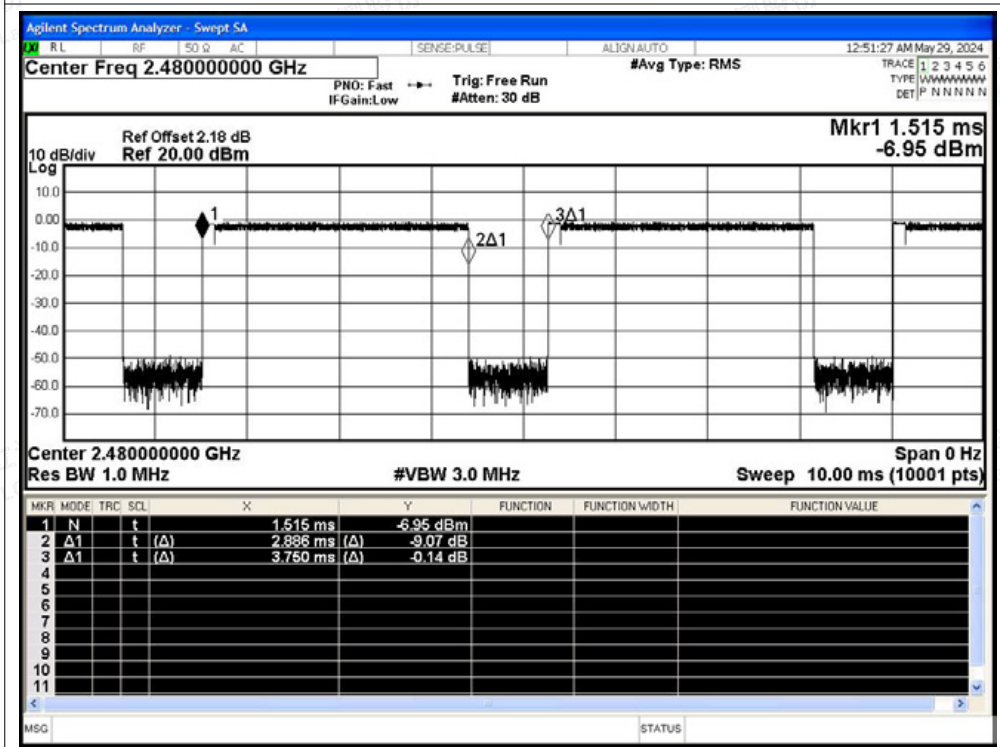 Agilent Spectrum Analyzer - Swept SA
RL RF 50 Ω AC SENSE:PULSE ALIGN AUTO 12:51:27 AM May 29, 2024
Center Freq 2.480000000 GHz #Avg Type: RMS TRACE 1 2 3 4 5 6
PNO: Fast Trig: Free Run TYPE WWWWWWW
IFGain:Low #Atten: 30 dB DET P N N N N N
Mkr1 1.515 ms
Ref Offset 2.18 dB
-6.95 dBm
10 dB/div Ref 20.00 dBm
Log
10.0
0.00
1
3Δ1
2Δ1
-10.0
-20.0
-30.0
-40.0
-50.0
-60.0
-70.0
Center 2.480000000 GHz Span 0 Hz
Res BW 1.0 MHz #VBW 3.0 MHz Sweep 10.00 ms (10001 pts)
MKR MODE TRC SCL X Y FUNCTION FUNCTION WIDTH FUNCTION VALUE
1 N t 1.515 ms -6.95 dBm
2 Δ1 t (Δ) 2.886 ms (Δ) -9.07 dB
3 Δ1 t (Δ) 3.750 ms (Δ) -0.14 dB
4
5
6
7
8
9
10
11
MSG STATUS